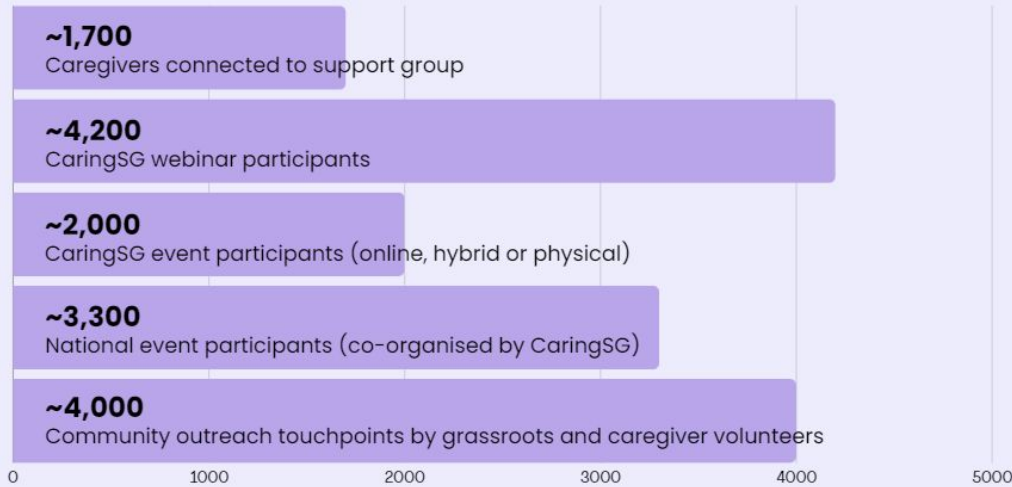 ~1,700
Caregivers connected to support group
~4,200
CaringSG webinar participants
~2,000
CaringSG event participants (online, hybrid or physical)
~3,300
National event participants (co-organised by CaringSG)
~4,000
Community outreach touchpoints by grassroots and caregiver volunteers
0 1000 2000 3000 4000 5000